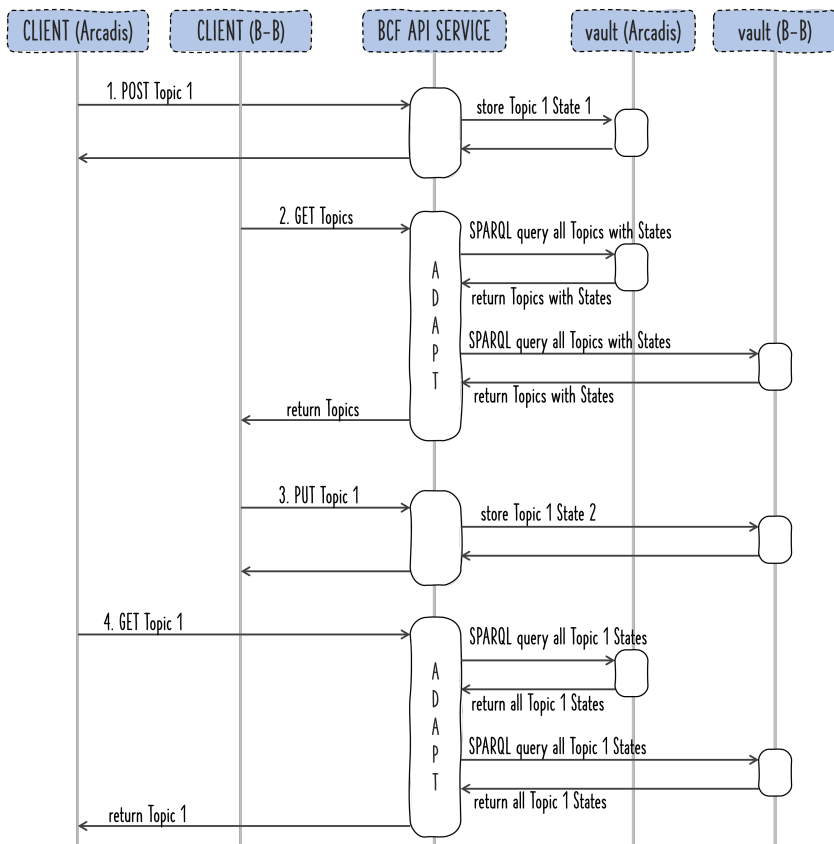 CLIENT (Arcadis)
CLIENT (B-B)
BCF API SERVICE
vault (Arcadis)
vault (B-B)
1. POST Topic 1
store Topic 1 State 1
2. GET Topics
SPARQL query all Topics with States
return Topics with States
A
D
A
P
T
SPARQL query all Topics with States
return Topics with States
return Topics
3. PUT Topic 1
store Topic 1 State 2
4. GET Topic 1
SPARQL query all Topic 1 States
return all Topic 1 States
A
D
A
P
T
SPARQL query all Topic 1 States
return all Topic 1 States
return Topic 1